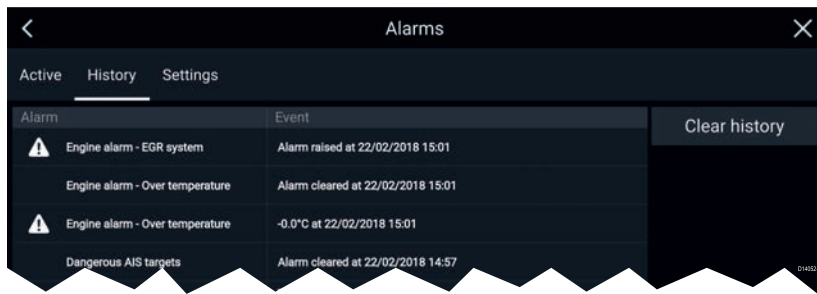 Alarms
Active History Settings
Alarm Event
Clear history
Engine alarm - EGR system Alarm raised at 22/02/2018 15:01
Engine alarm - Over temperature Alarm cleared at 22/02/2018 15:01
Engine alarm - Over temperature -0.0°C at 22/02/2018 15:01
Dangerous AIS targets Alarm cleared at 22/02/2018 14:57
D14052